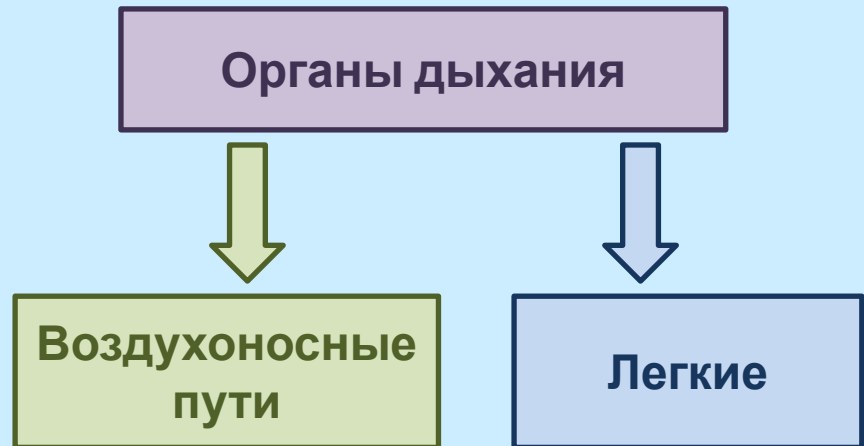 Органы дыхания
Воздухоносные
пути
Легкие